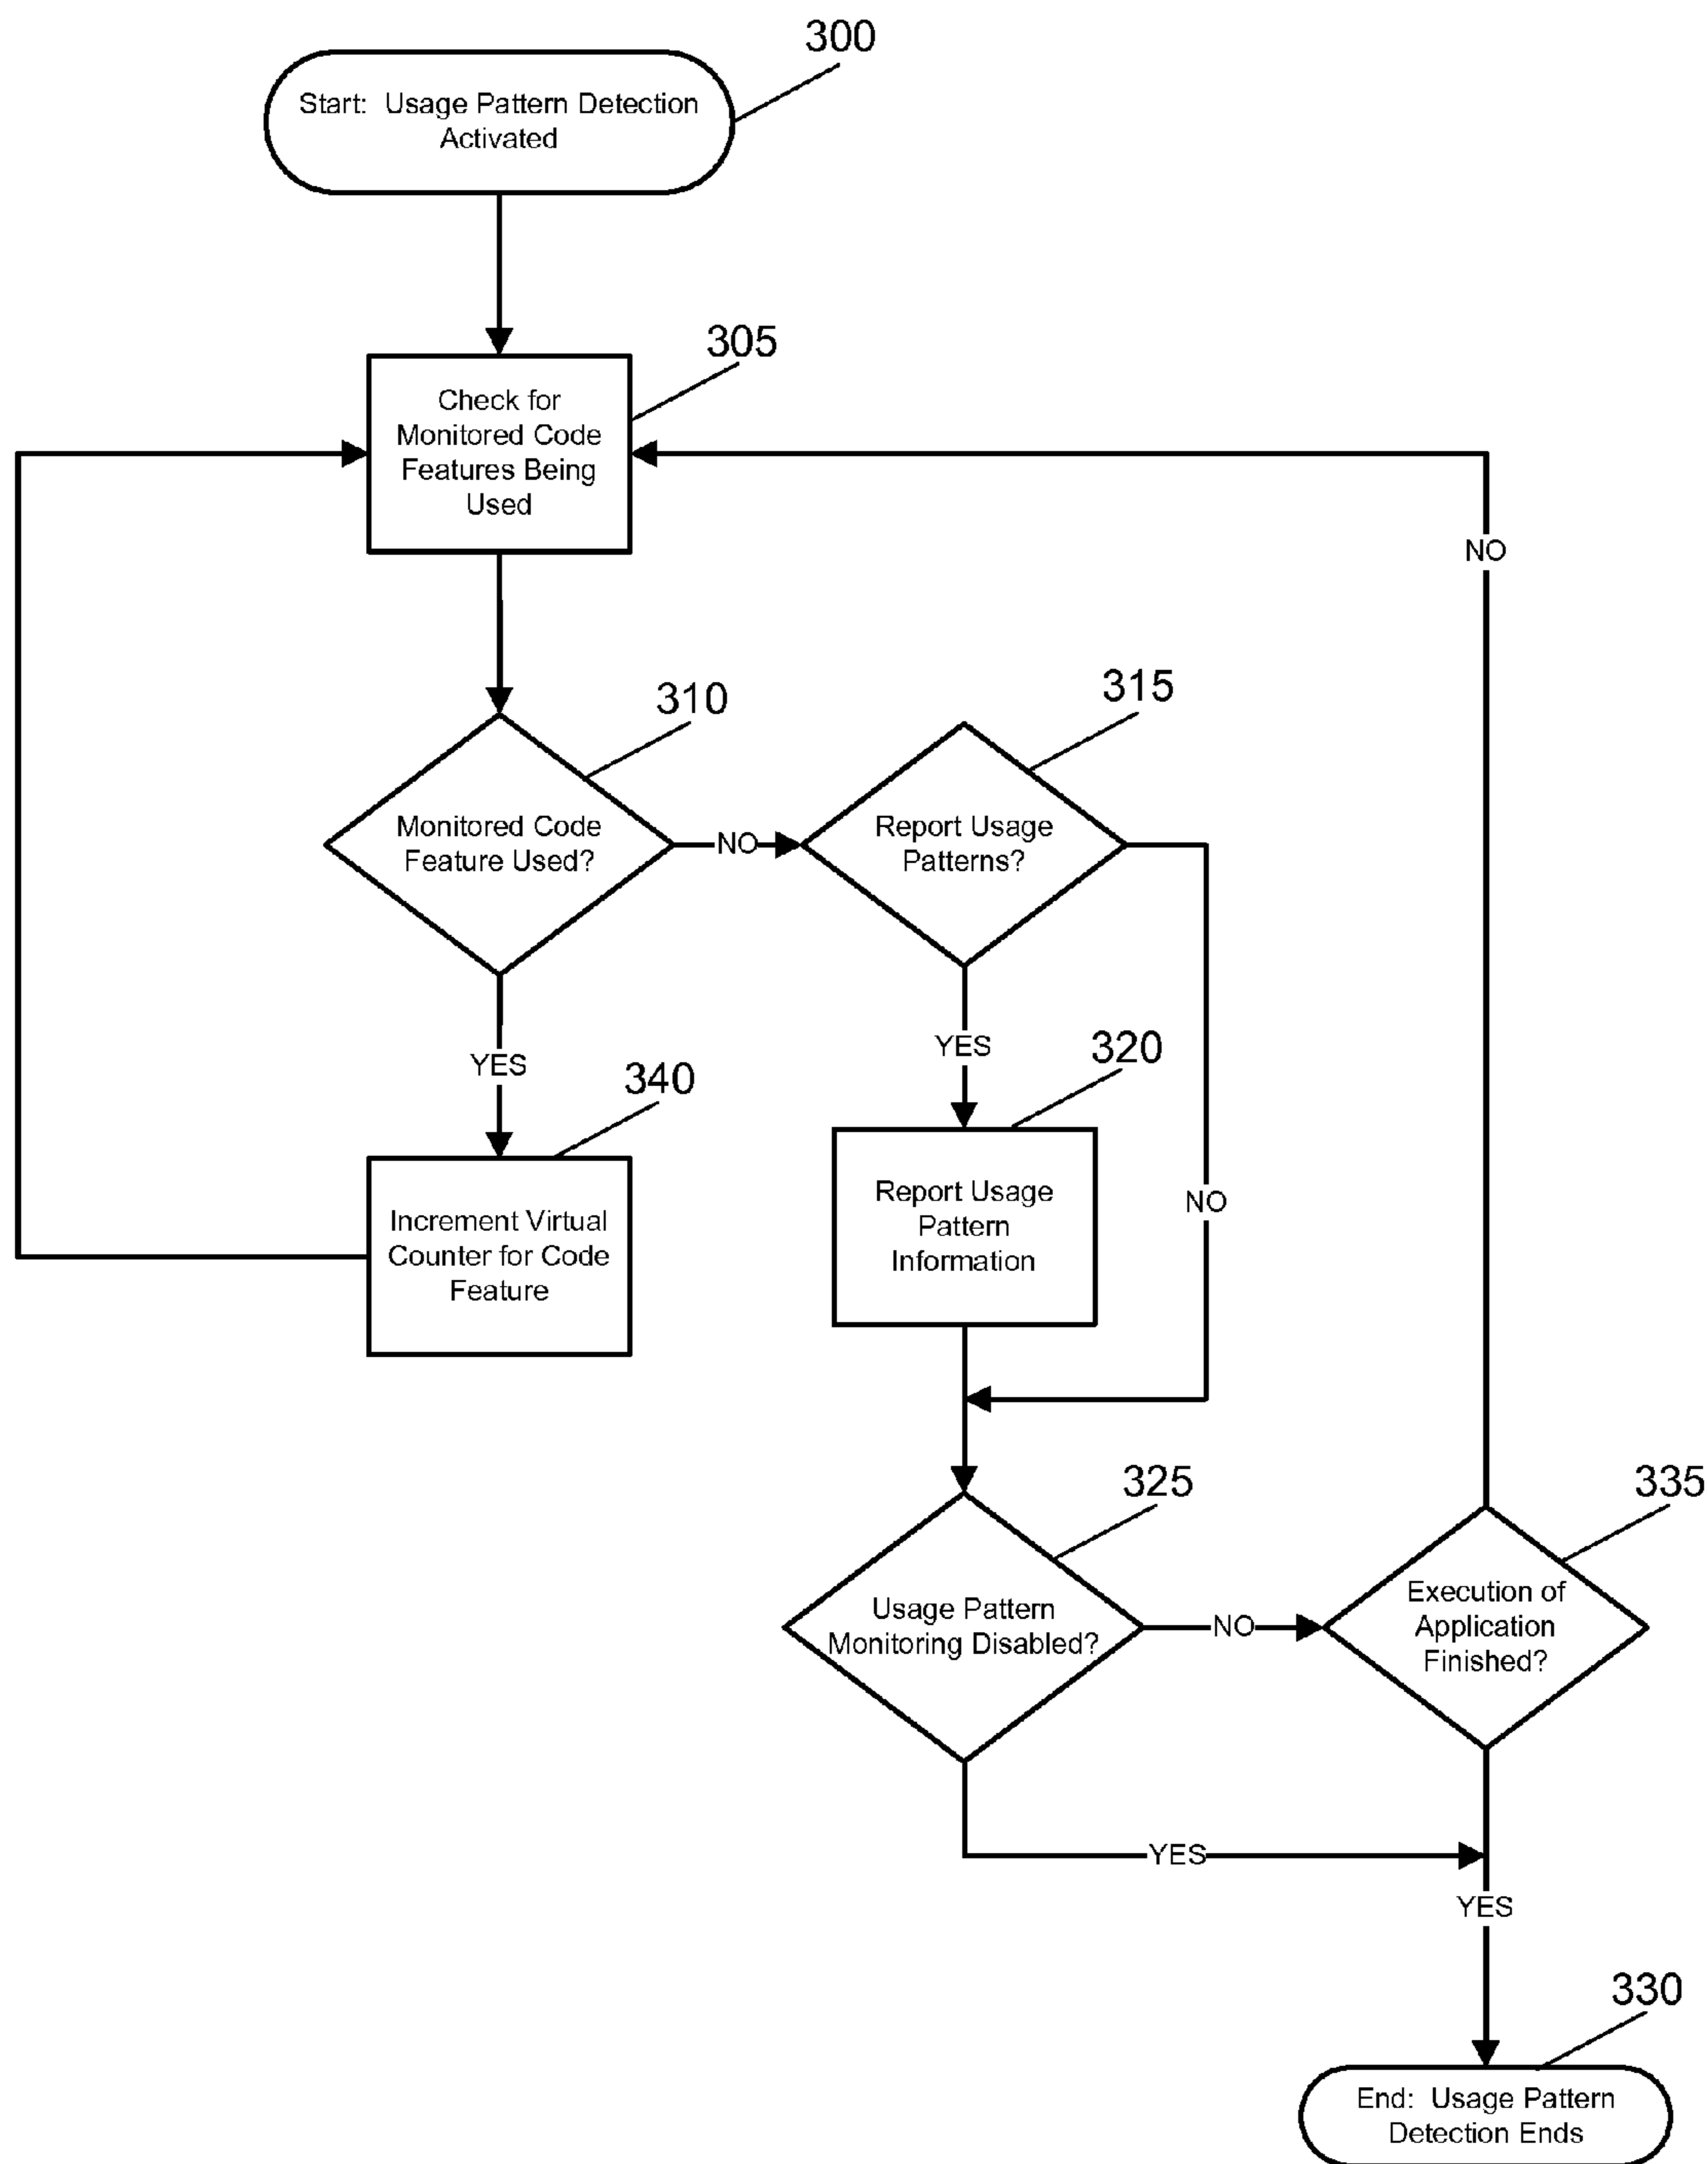 300
Start: Usage Pattern Detection
Activated
305
Check for
Monitored Code
Features Being
Used
NO
310
315
Monitored Code
Feature Used?
NO
Report Usage
Patterns?
YES
YES
320
340
Report Usage
Pattern
Information
NO
Increment Virtual
Counter for Code
Feature
325
335
Usage Pattern
Monitoring Disabled?
NO
Execution of
Application
Finished?
YES
YES
330
End: Usage Pattern
Detection Ends